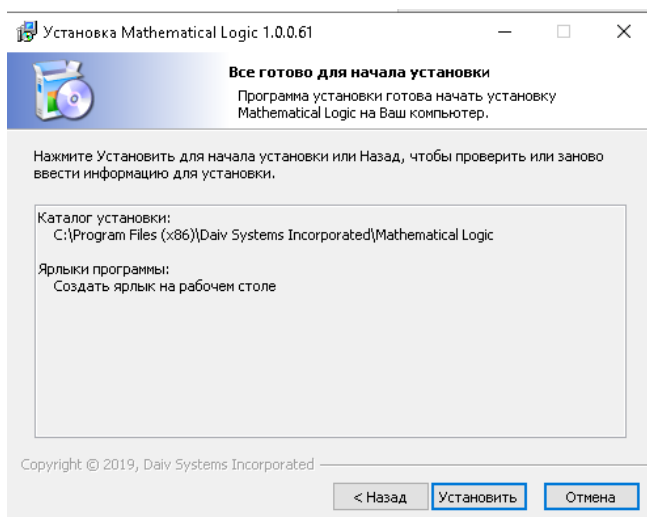 Установка Mathematical Logic 1.0.0.61
Все готово для начала установки
Программа установки готова начать установку
Mathematical Logic на Ваш компьютер.
Нажмите Установить для начала установки или Назад, чтобы проверить или заново
ввести информацию для установки.
Каталог установки:
C:\Program Files (x86)\Daiv Systems Incorporated\Mathematical Logic
Ярлыки программы:
Создать ярлык на рабочем столе
Copyright © 2019, Daiv Systems Incorporated
< Назад Установить Отмена